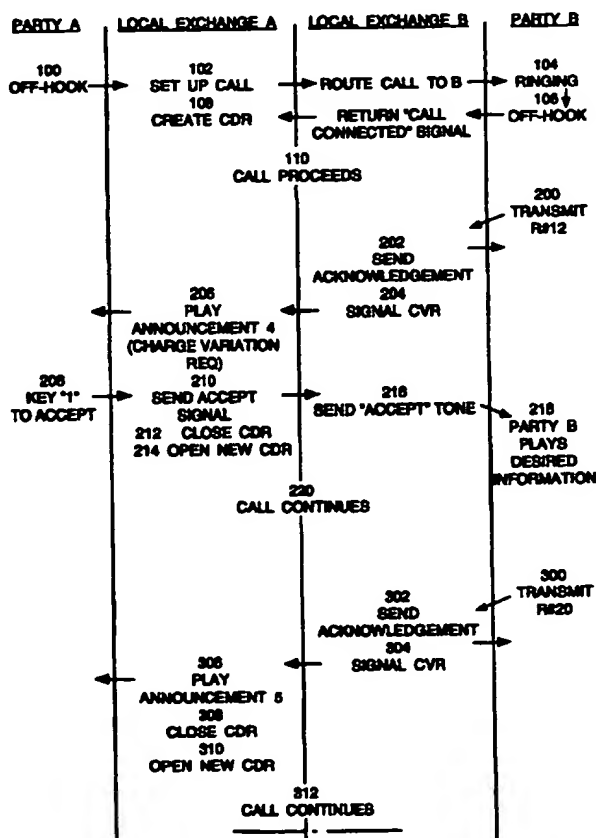 PARTY A LOCAL EXCHANGE A LOCAL EXCHANGE B PARTY B
100 102 104
OFF-HOOK SET UP CALL ROUTE CALL TO B RINGING
108 106
CREATE CDR RETURN "CALL OFF-HOOK
CONNECTED" SIGNAL
110
CALL PROCEEDS
200
TRANSMIT
R#12
202
SEND
ACKNOWLEDGEMENT
206 204
PLAY SIGNAL CVR
ANNOUNCEMENT 4
(CHARGE VARIATION
REQ)
208 210
KEY "1" SEND ACCEPT 216
TO ACCEPT SIGNAL SEND "ACCEPT" TONE 218
212 CLOSE CDR PARTY B
214 OPEN NEW CDR PLAYS
DESIRED
INFORMATION
220
CALL CONTINUES
300
TRANSMIT
R#20
302
SEND
ACKNOWLEDGEMENT
306 304
PLAY SIGNAL CVR
ANNOUNCEMENT 5
308
CLOSE CDR
310
OPEN NEW CDR
312
CALL CONTINUES